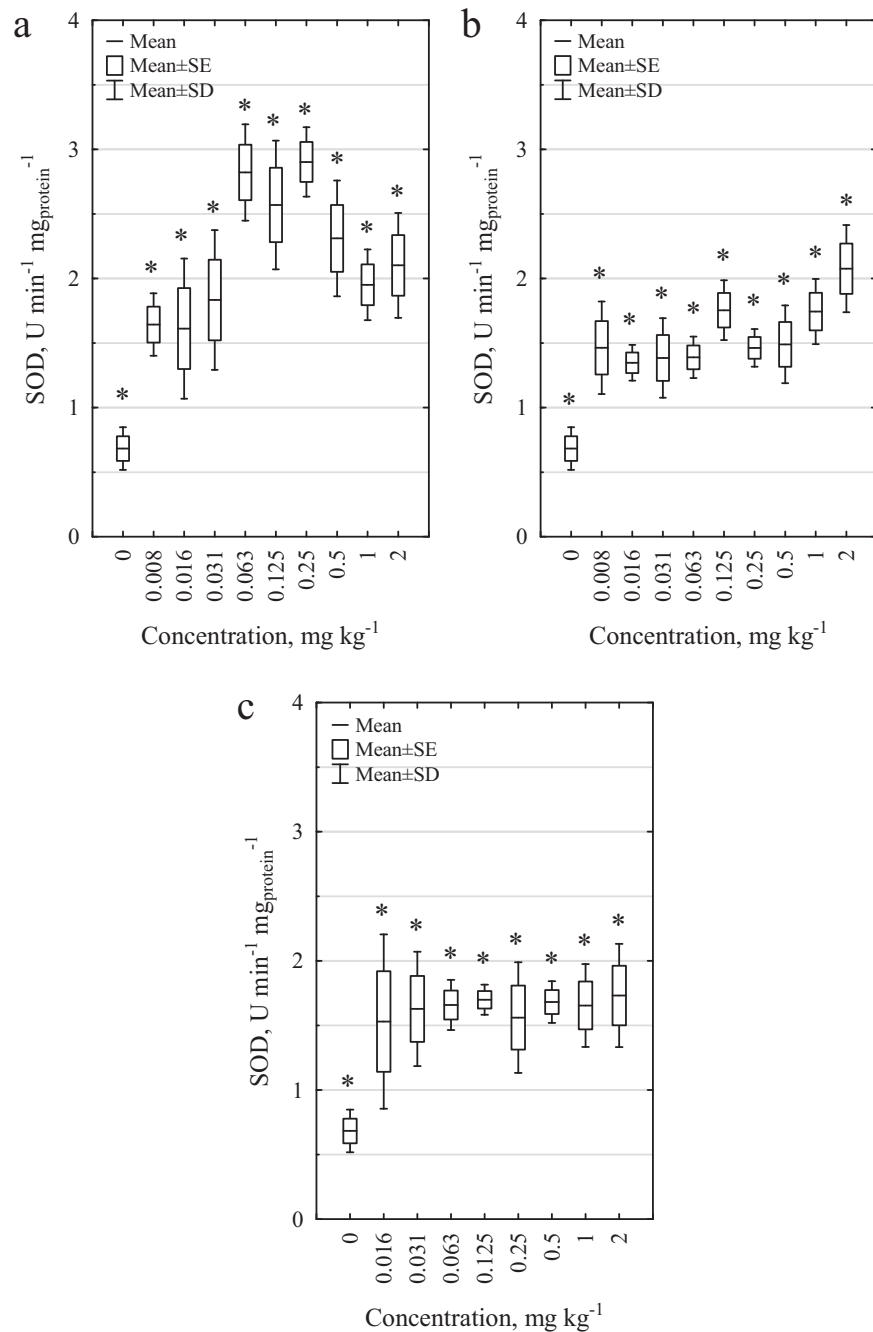 a
Mean
Mean±SE
Mean±SD
SOD, U min-1 mgprotein-1
4
3
2
1
0
* * * * * * * * * *
0 0.008 0.016 0.031 0.063 0.125 0.25 0.5 1 2
Concentration, mg kg-1
b
Mean
Mean±SE
Mean±SD
SOD, U min-1 mgprotein-1
4
3
2
1
0
* * * * * * * * * *
0 0.008 0.016 0.031 0.063 0.125 0.25 0.5 1 2
Concentration, mg kg-1
c
Mean
Mean±SE
Mean±SD
SOD, U min-1 mgprotein-1
4
3
2
1
0
* * * * * * * * *
0 0.016 0.031 0.063 0.125 0.25 0.5 1 2
Concentration, mg kg-1